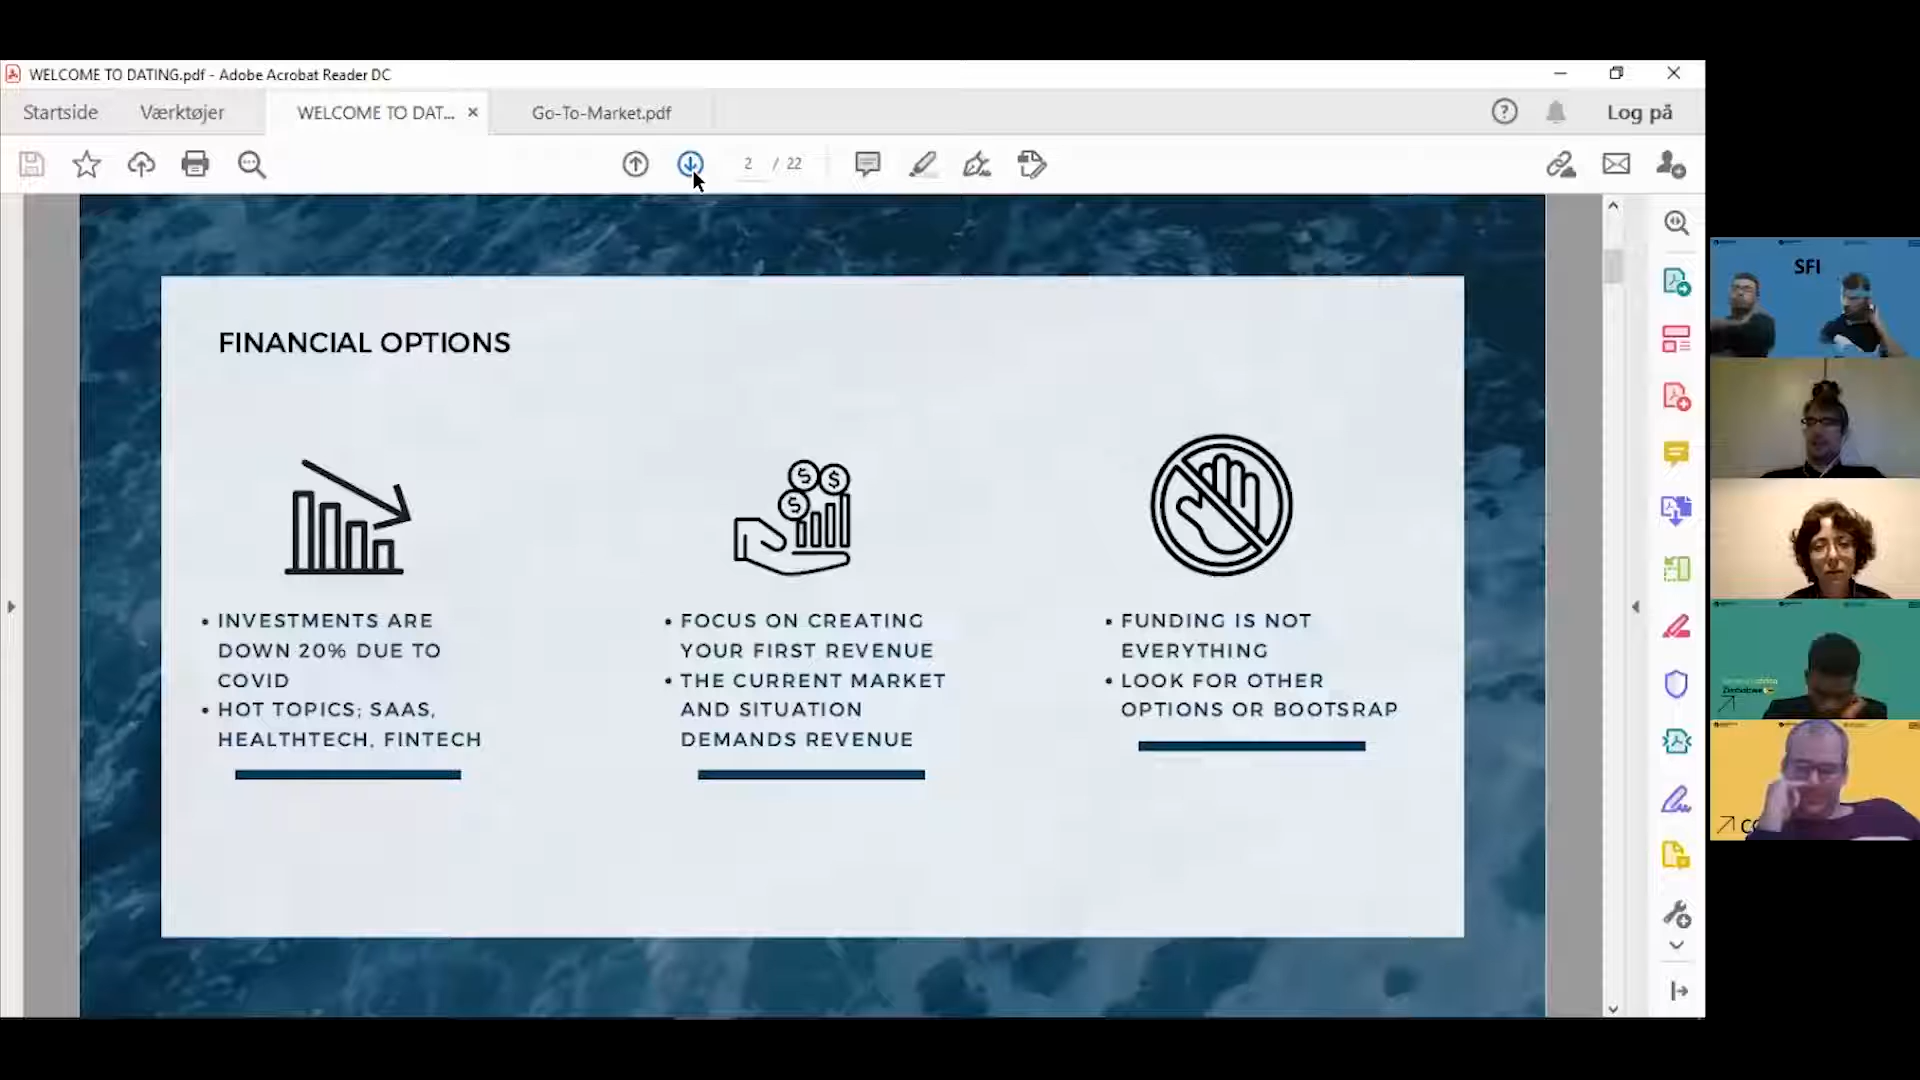 WELCOME TO DATING.pdf - Adobe Acrobat Reader DC
Startside
Værktøjer
WELCOME TO DAT...
Go-To-Market.pdf
Log på
2 / 22
FINANCIAL OPTIONS
• INVESTMENTS ARE
DOWN 20% DUE TO
COVID
• HOT TOPICS; SAAS,
HEALTHTECH, FINTECH
• FOCUS ON CREATING
YOUR FIRST REVENUE
• THE CURRENT MARKET
AND SITUATION
DEMANDS REVENUE
• FUNDING IS NOT
EVERYTHING
• LOOK FOR OTHER
OPTIONS OR BOOTSRAP
SFI
Zimbabwe